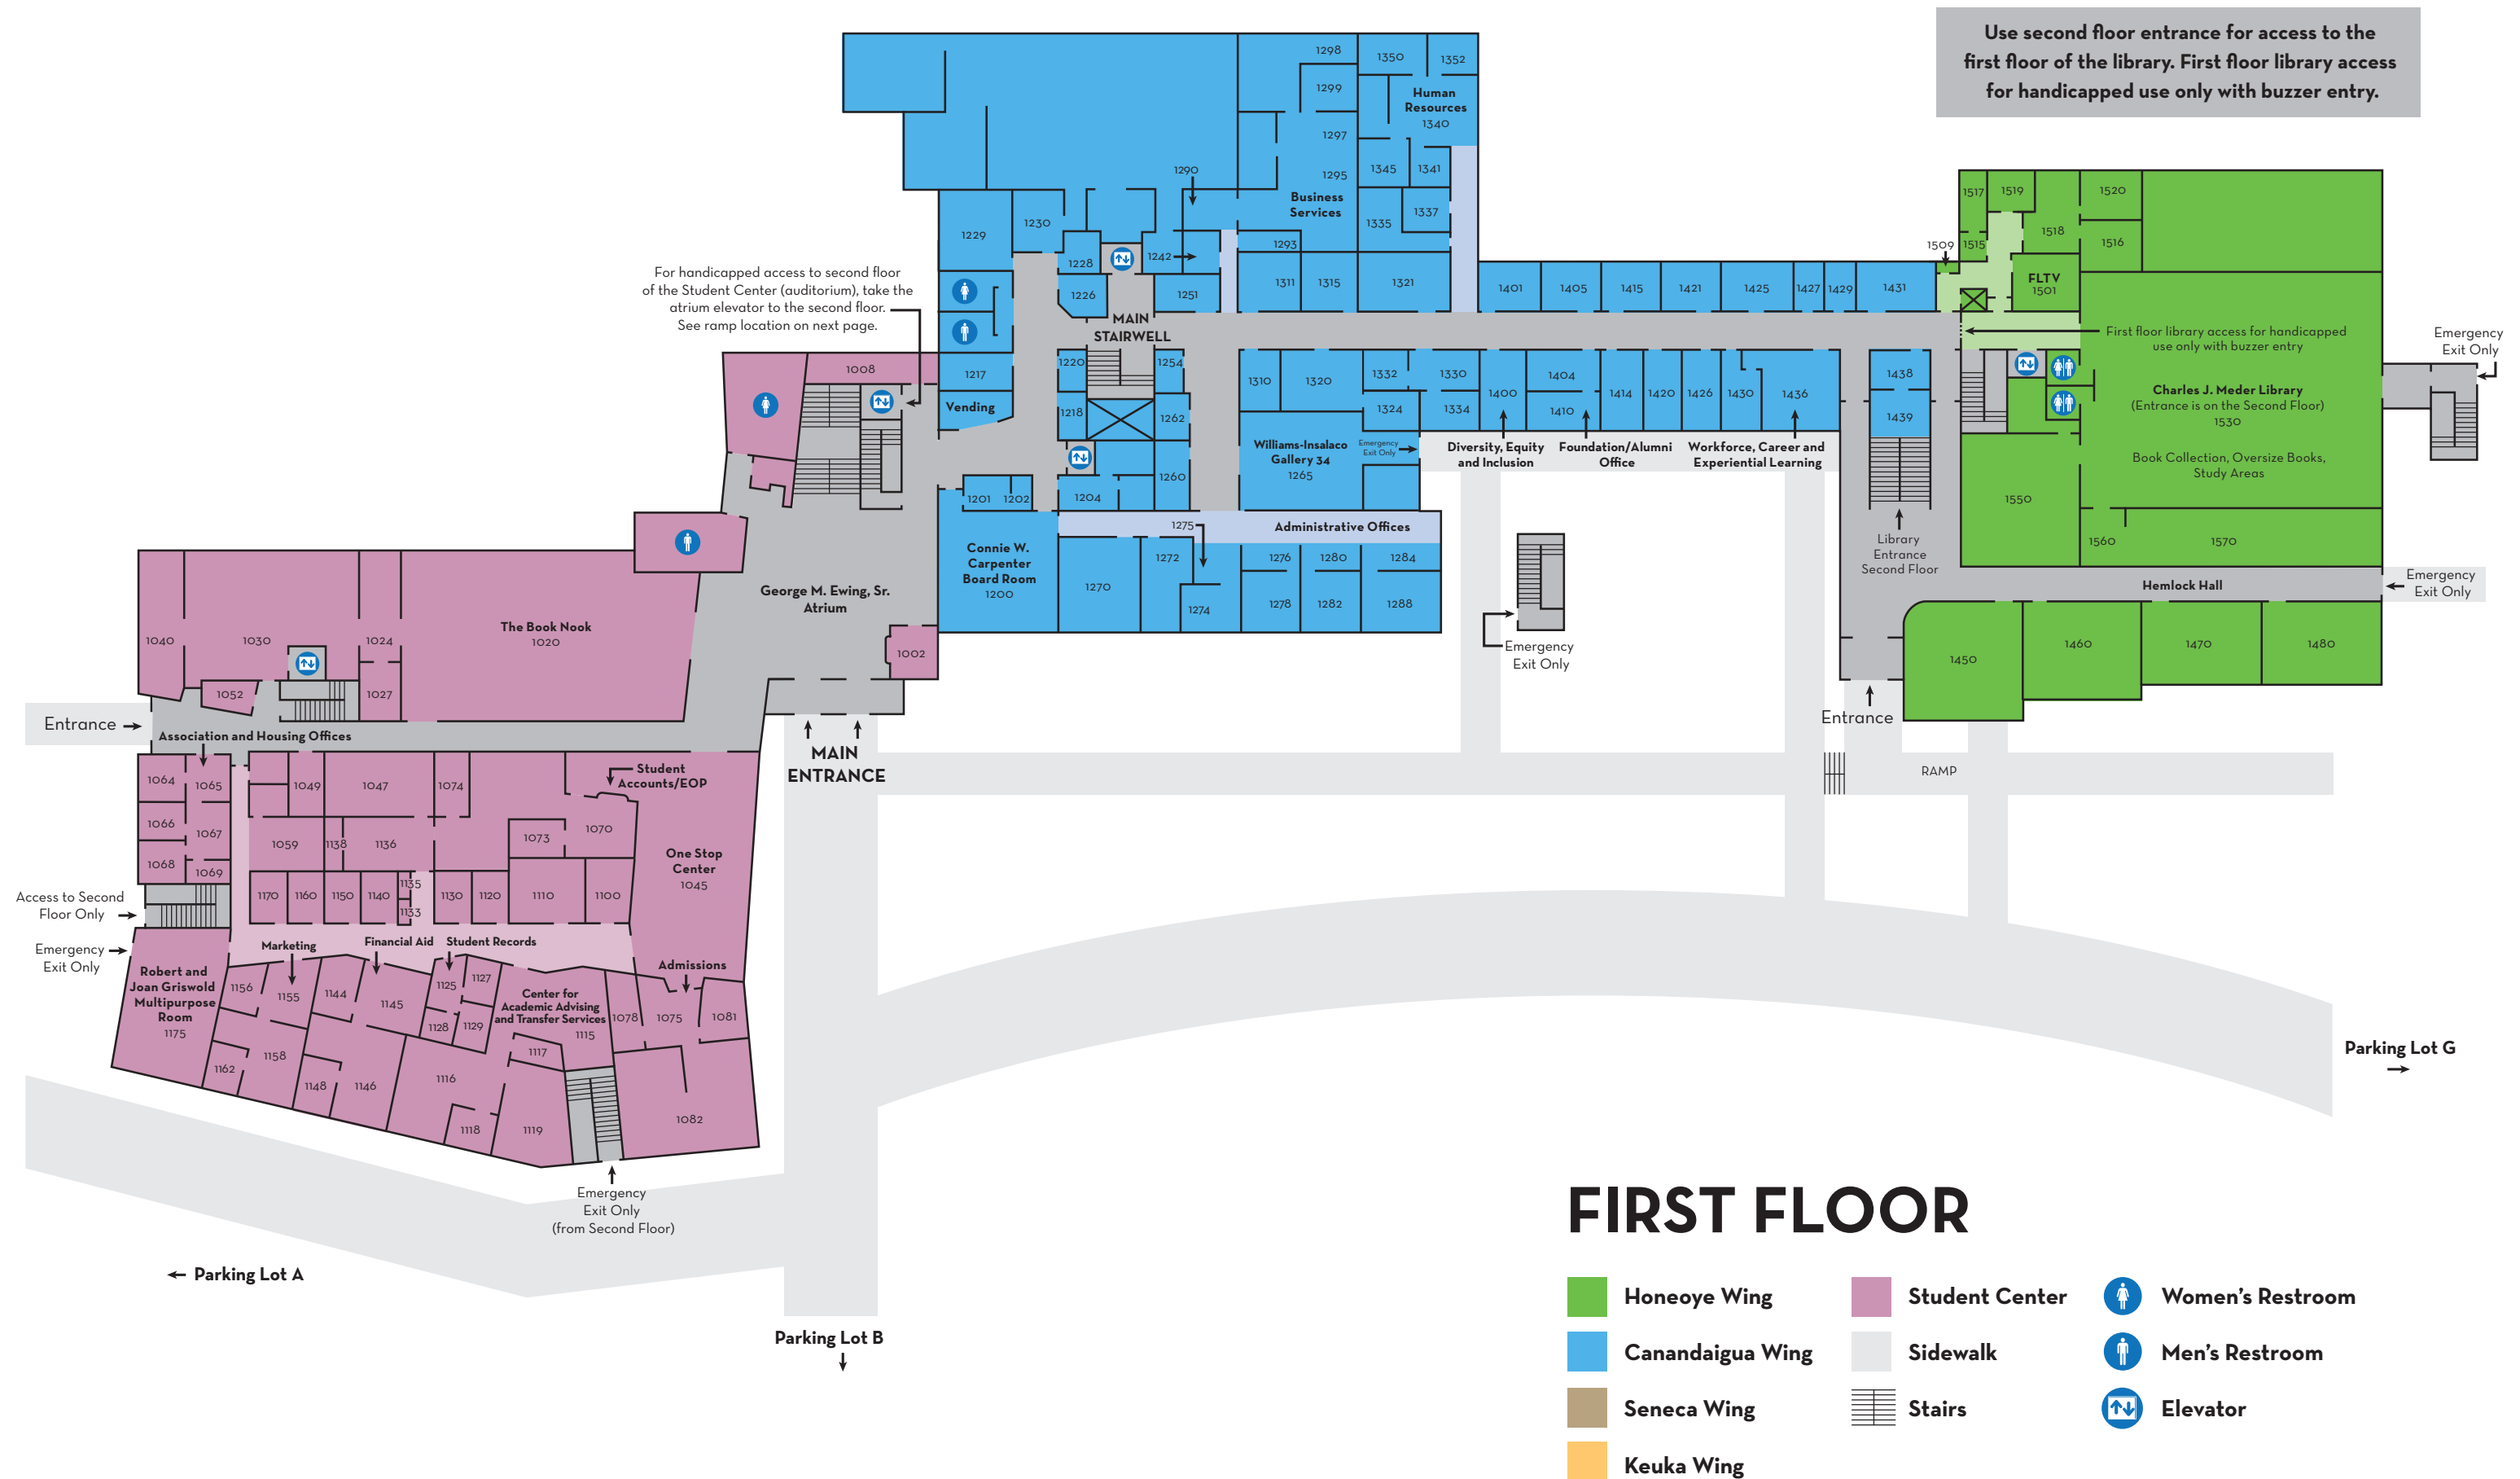 Use second floor entrance for access to the
first floor of the library. First floor library access
for handicapped use only with buzzer entry.
1298
1350
1352
1299
Human
Resources
1340
1297
1290
1295
1345
1341
Business
Services
1337
1335
1230
1229
1228
1242
1293
1226
1251
1311
1315
1321
1401
1405
1415
1421
1425
1427
1429
1431
1509
1517
1519
1520
1515
1518
1516
FLTV
1501
For handicapped access to second floor
of the Student Center (auditorium), take the
atrium elevator to the second floor.
See ramp location on next page.
MAIN
STAIRWELL
First floor library access for handicapped
use only with buzzer entry
Emergency
Exit Only
1008
1217
Vending
1220
1254
1218
1262
1310
1320
1332
1330
1324
1334
1400
1404
1410
1414
1420
1426
1430
1436
1438
1439
Charles J. Meder Library
(Entrance is on the Second Floor)
1530
Book Collection, Oversize Books,
Study Areas
Williams-Insalaco
Gallery 34
1265
Emergency
Exit Only
Diversity, Equity
and Inclusion
Foundation/Alumni
Office
Workforce, Career and
Experiential Learning
1201
1202
1204
1260
1550
1560
1570
Library
Entrance
Second Floor
1275
Administrative Offices
Connie W.
Carpenter
Board Room
1200
1270
1272
1274
1276
1280
1284
1278
1282
1288
Hemlock Hall
Emergency
Exit Only
George M. Ewing, Sr.
Atrium
1002
Emergency
Exit Only
1450
1460
1470
1480
The Book Nook
1020
1040
1030
1024
1052
1027
Entrance
Association and Housing Offices
MAIN
ENTRANCE
Entrance
RAMP
1064
1065
1049
1047
1074
Student
Accounts/EOP
1066
1067
1059
1138
1136
1073
1070
1068
1069
One Stop
Center
1045
1170
1160
1150
1140
1135
1133
1130
1120
1110
1100
Access to Second
Floor Only
Emergency
Exit Only
Marketing
Financial Aid
Student Records
Admissions
Robert and
Joan Griswold
Multipurpose
Room
1175
1156
1155
1144
1145
1125
1127
1128
1129
Center for
Academic Advising
and Transfer Services
1115
1078
1075
1081
1158
1162
1148
1146
1116
1117
1118
1119
1082
Emergency
Exit Only
(from Second Floor)
Parking Lot G
Parking Lot A
Parking Lot B
FIRST FLOOR
Honeoye Wing
Student Center
Women's Restroom
Canandaigua Wing
Sidewalk
Men's Restroom
Seneca Wing
Stairs
Elevator
Keuka Wing